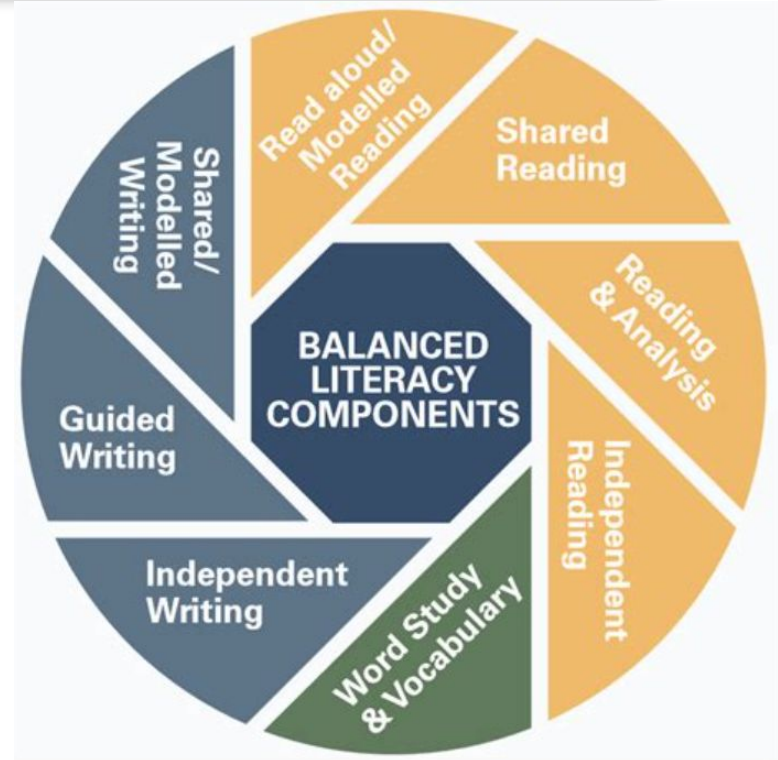 BALANCED
LITERACY
COMPONENTS
Read aloud/
Modelled
Reading
Shared
Reading
Reading
& Analysis
Independent
Reading
Word Study
& Vocabulary
Independent
Writing
Guided
Writing
Shared/
Modelled
Writing